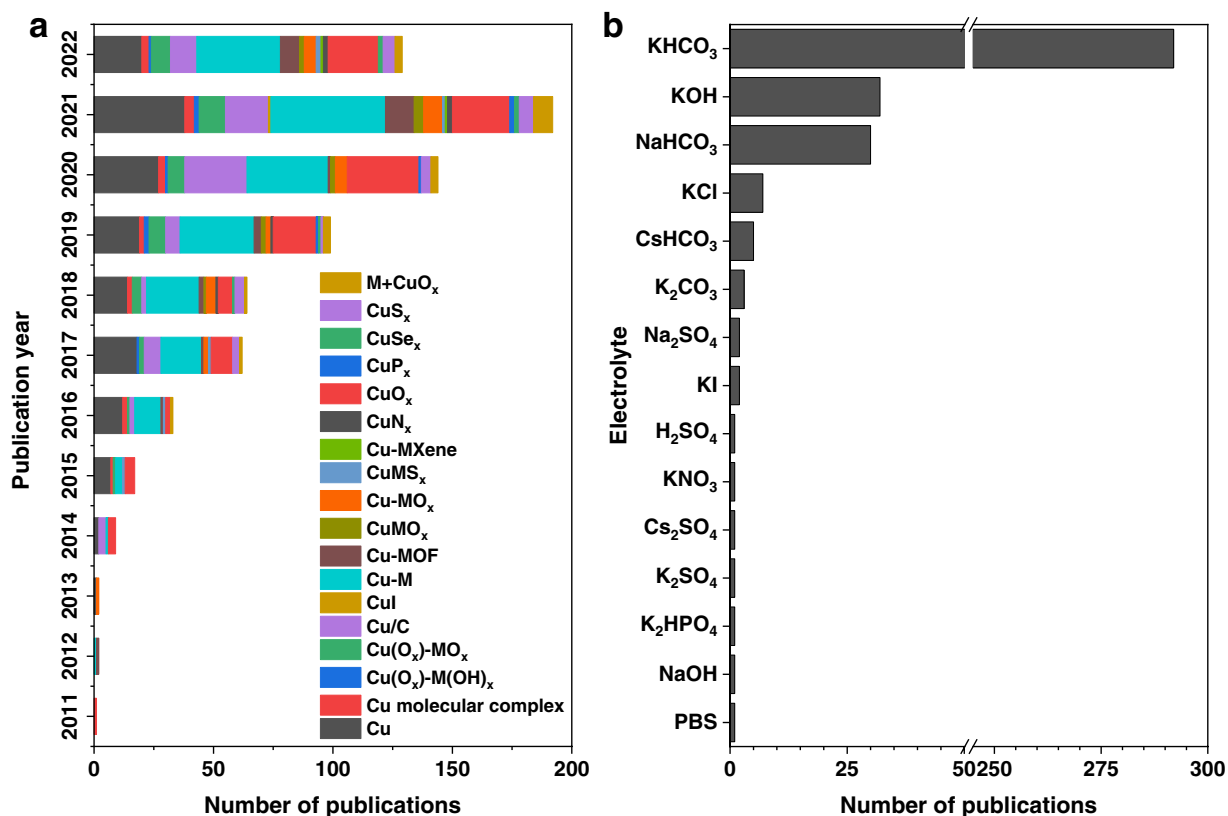 a
Publication year
2022
2021
2020
2019
2018
2017
2016
2015
2014
2013
2012
2011
0
50
100
150
200
Number of publications
M+CuOₓ
CuSₓ
CuSeₓ
CuPₓ
CuOₓ
CuNₓ
Cu-MXene
CuMSₓ
Cu-MOₓ
CuMOₓ
Cu-MOF
Cu-M
CuI
Cu/C
Cu(Oₓ)-MOₓ
Cu(Oₓ)-M(OH)ₓ
Cu molecular complex
Cu
b
Electrolyte
KHCO₃
KOH
NaHCO₃
KCl
CsHCO₃
K₂CO₃
Na₂SO₄
KI
H₂SO₄
KNO₃
Cs₂SO₄
K₂SO₄
K₂HPO₄
NaOH
PBS
0
25
50
250
275
300
Number of publications